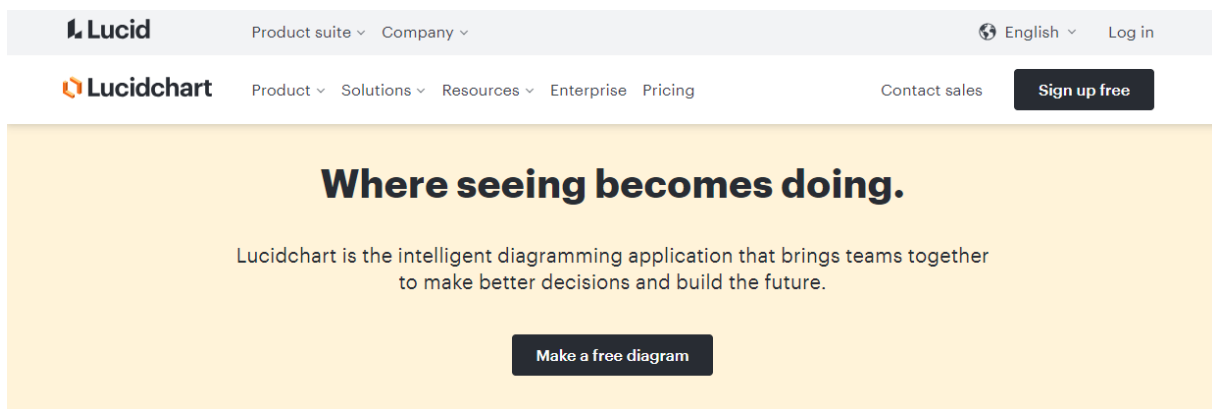 Lucid Product suite Company English Log in
Lucidchart Product Solutions Resources Enterprise Pricing Contact sales Sign up free
Where seeing becomes doing.
Lucidchart is the intelligent diagramming application that brings teams together
to make better decisions and build the future.
Make a free diagram